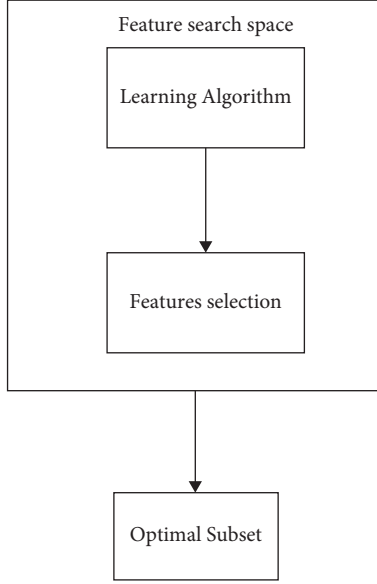 Feature search space
Learning Algorithm
Features selection
Optimal Subset